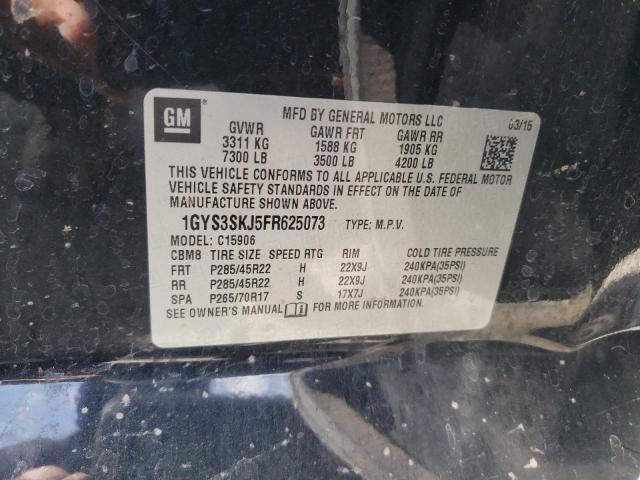 GM
MFD BY GENERAL MOTORS LLC
03/15
GVWR GAWR FRT GAWR RR
3311 KG 1588 KG 1905 KG
7300 LB 3500 LB 4200 LB
THIS VEHICLE CONFORMS TO ALL APPLICABLE U.S. FEDERAL MOTOR
VEHICLE SAFETY STANDARDS IN EFFECT ON THE DATE OF
MANUFACTURE SHOWN ABOVE.
1GYS3SKJ5FR625073 TYPE: M.P.V.
MODEL: C15906
CBM8 TIRE SIZE SPEED RTG RIM COLD TIRE PRESSURE
FRT P285/45R22 H 22X9J 240KPA(35PSI)
RR P285/45R22 H 22X9J 240KPA(35PSI)
SPA P265/70R17 S 17X7J 240KPA(35PSI)
SEE OWNER'S MANUAL FOR MORE INFORMATION.